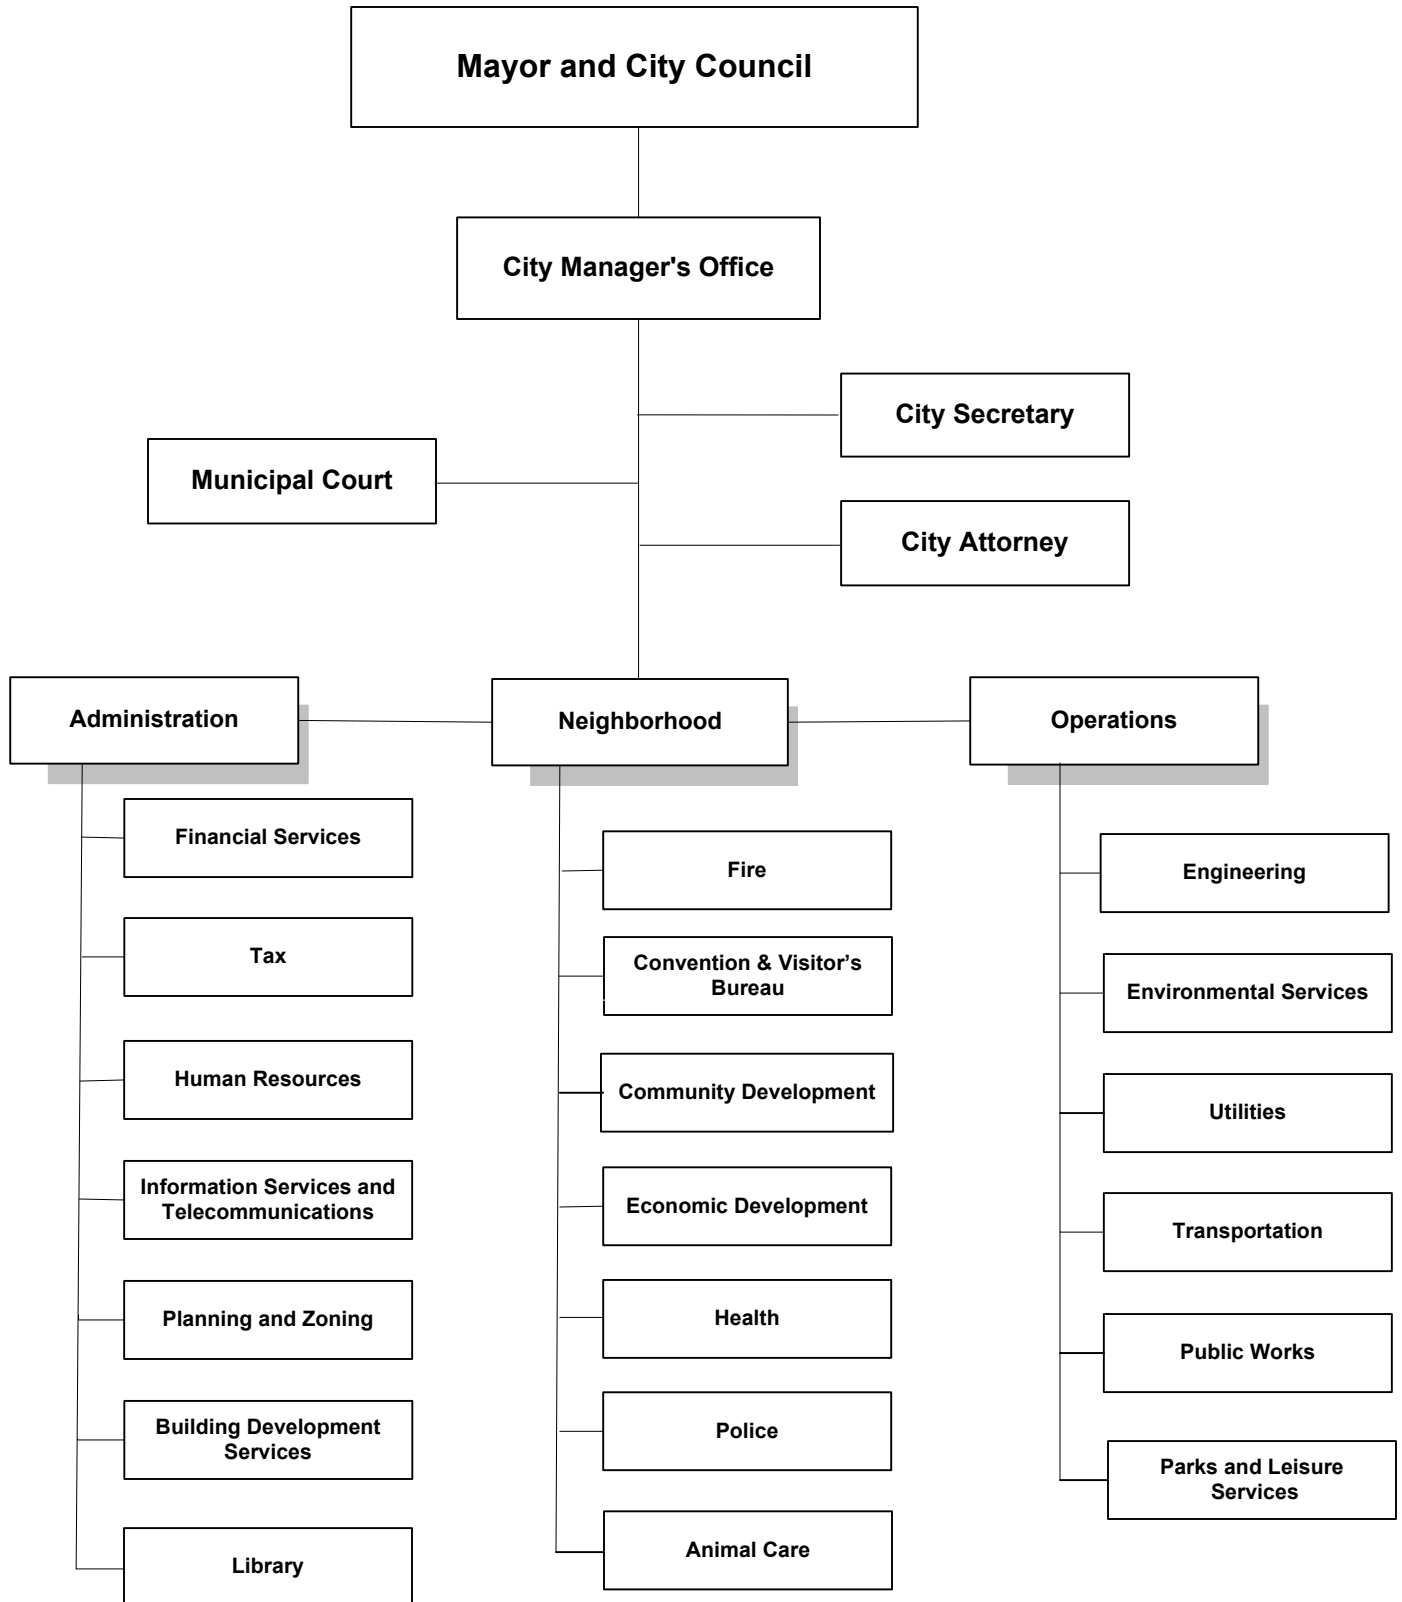 Mayor and City Council
City Manager's Office
City Secretary
Municipal Court
City Attorney
Administration
Neighborhood
Operations
Financial Services
Tax
Human Resources
Information Services and
Telecommunications
Planning and Zoning
Building Development
Services
Library
Fire
Convention & Visitor’s
Bureau
Community Development
Economic Development
Health
Police
Animal Care
Engineering
Environmental Services
Utilities
Transportation
Public Works
Parks and Leisure
Services